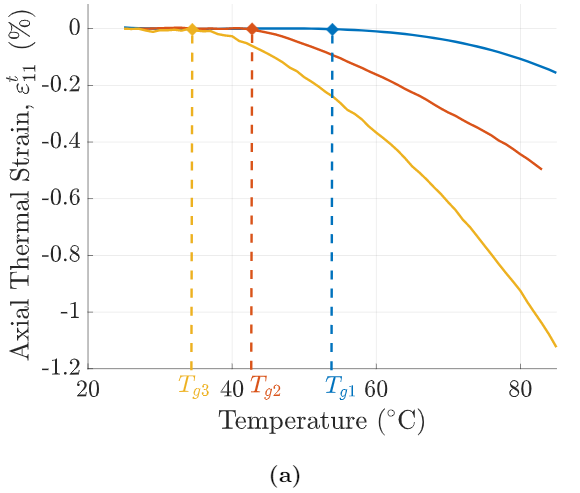 Axial Thermal Strain, ε₁₁ᵗ (%)
0
-0.2
-0.4
-0.6
-0.8
-1
-1.2
20
40
60
80
T_g3
T_g2
T_g1
Temperature (°C)
(a)